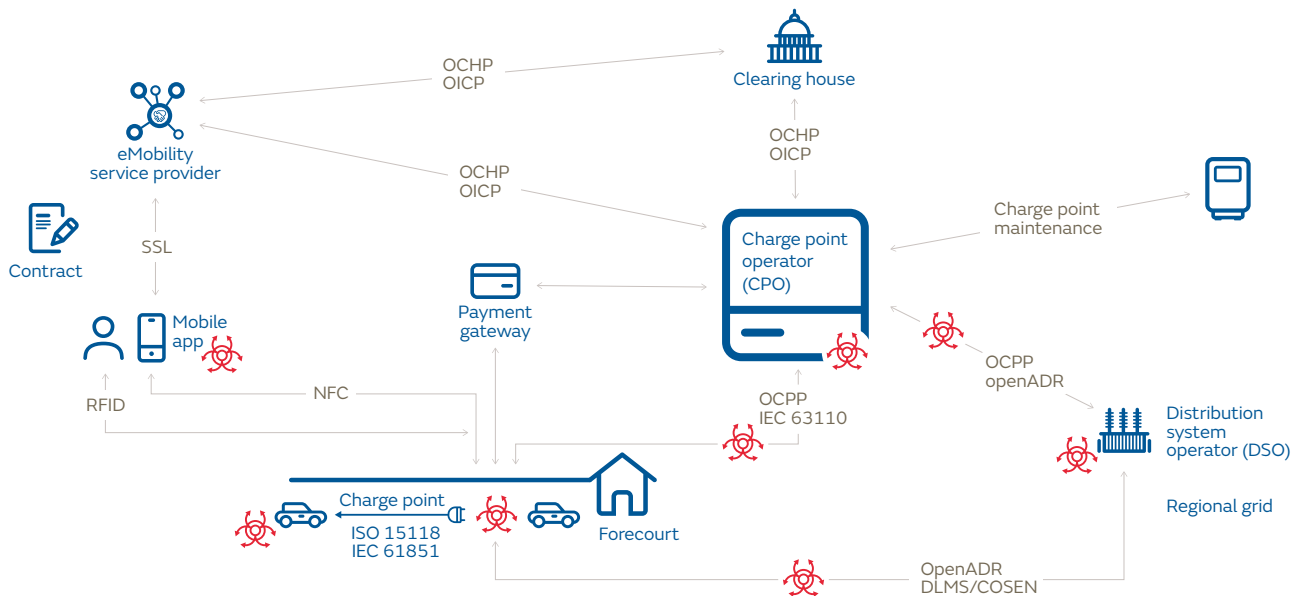 OCHP
OICP
Clearing house
eMobility
service provider
OCHP
OICP
OCHP
OICP
Contract
SSL
Charge point
operator
(CPO)
Charge point
maintenance
Payment
gateway
Mobile
app
RFID
NFC
OCPP
IEC 63110
OCPP
openADR
Distribution
system
operator (DSO)
Regional grid
Charge point
ISO 15118
IEC 61851
Forecourt
OpenADR
DLMS/COSEN